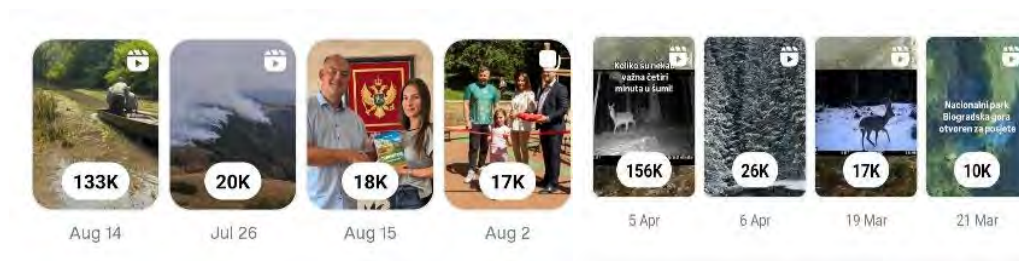 133K
20K
18K
17K
Aug 14
Jul 26
Aug 15
Aug 2
Koliko su nekad
važna četiri
minuta u šumi!
Nacionalni park
Biogradska gora
otvoren za posjete
156K
26K
17K
10K
5 Apr
6 Apr
19 Mar
21 Mar